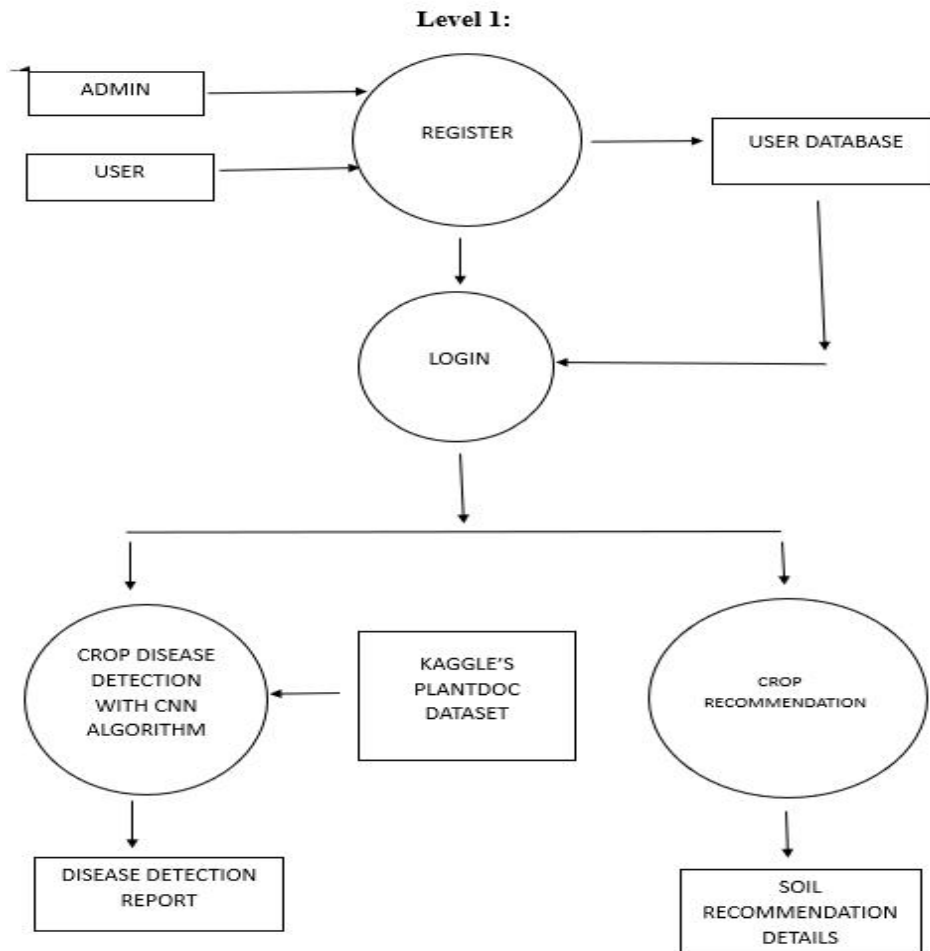 Level 1:
ADMIN
REGISTER
USER DATABASE
USER
LOGIN
CROP DISEASE
DETECTION
WITH CNN
ALGORITHM
KAGGLE'S
PLANTDOC
DATASET
CROP
RECOMMENDATION
DISEASE DETECTION
REPORT
SOIL
RECOMMENDATION
DETAILS